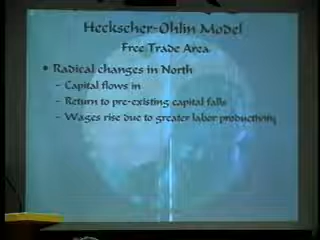 Heckscher-Ohlin Model
Free Trade Area
• Radical changes in North
– Capital flows in
– Return to pre-existing capital falls
– Wages rise due to greater labor productivity